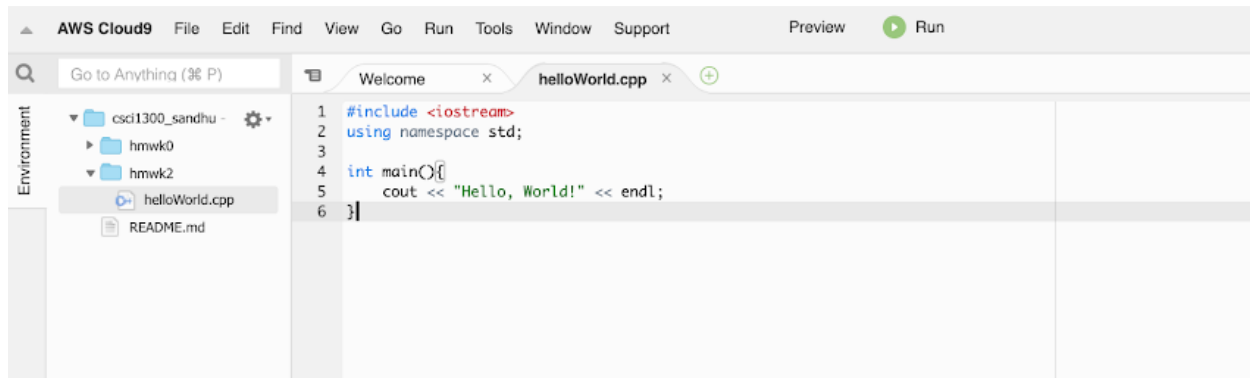 AWS Cloud9 File Edit Find View Go Run Tools Window Support Preview Run
Go to Anything (⌘ P)
Welcome × helloWorld.cpp ×
Environment
csci1300_sandhu -
hmwk0
hmwk2
helloWorld.cpp
README.md
1 #include <iostream>
2 using namespace std;
3
4 int main(){
5     cout << "Hello, World!" << endl;
6 }